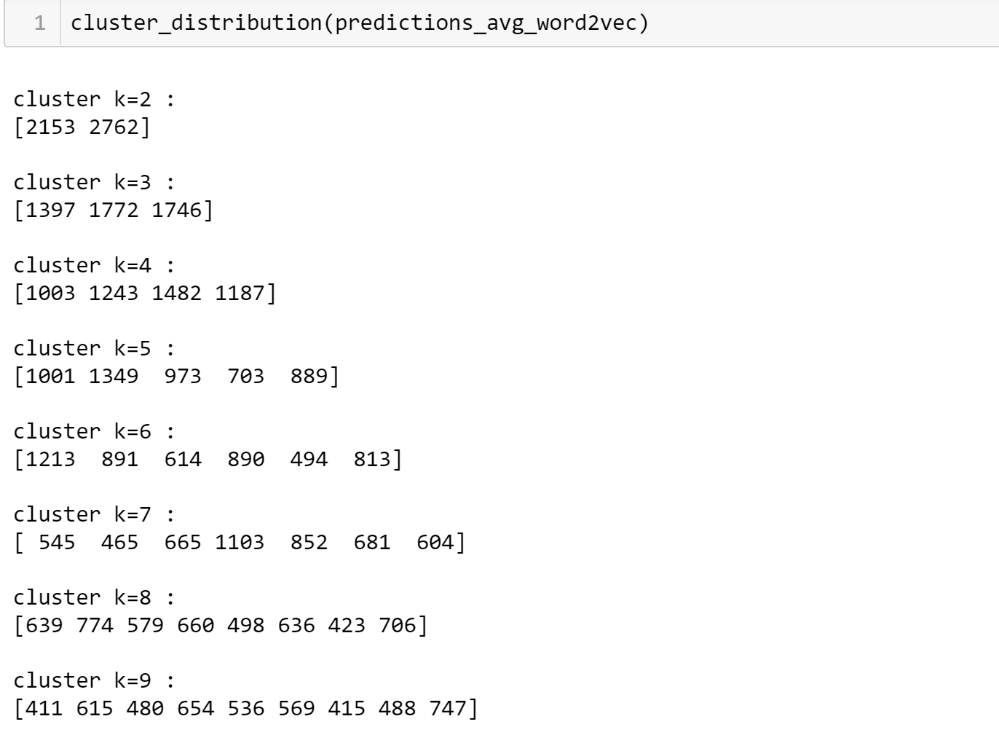 1 cluster_distribution(predictions_avg_word2vec)
cluster k=2 :
[2153 2762]
cluster k=3 :
[1397 1772 1746]
cluster k=4 :
[1003 1243 1482 1187]
cluster k=5 :
[1001 1349  973  703  889]
cluster k=6 :
[1213  891  614  890  494  813]
cluster k=7 :
[ 545  465  665 1103  852  681  604]
cluster k=8 :
[639 774 579 660 498 636 423 706]
cluster k=9 :
[411 615 480 654 536 569 415 488 747]